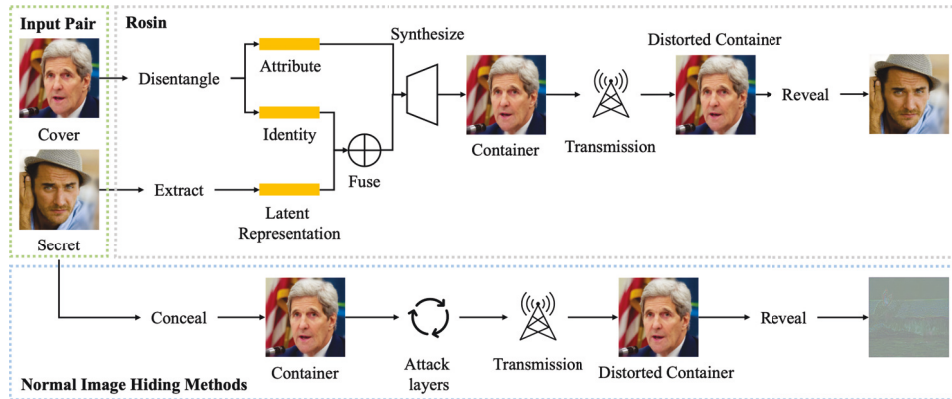 Input Pair
Rosin
Cover
Secret
Disentangle
Attribute
Identity
Extract
Latent
Representation
Fuse
Synthesize
Container
Transmission
Distorted Container
Reveal
Conceal
Container
Attack
layers
Transmission
Distorted Container
Reveal
Normal Image Hiding Methods